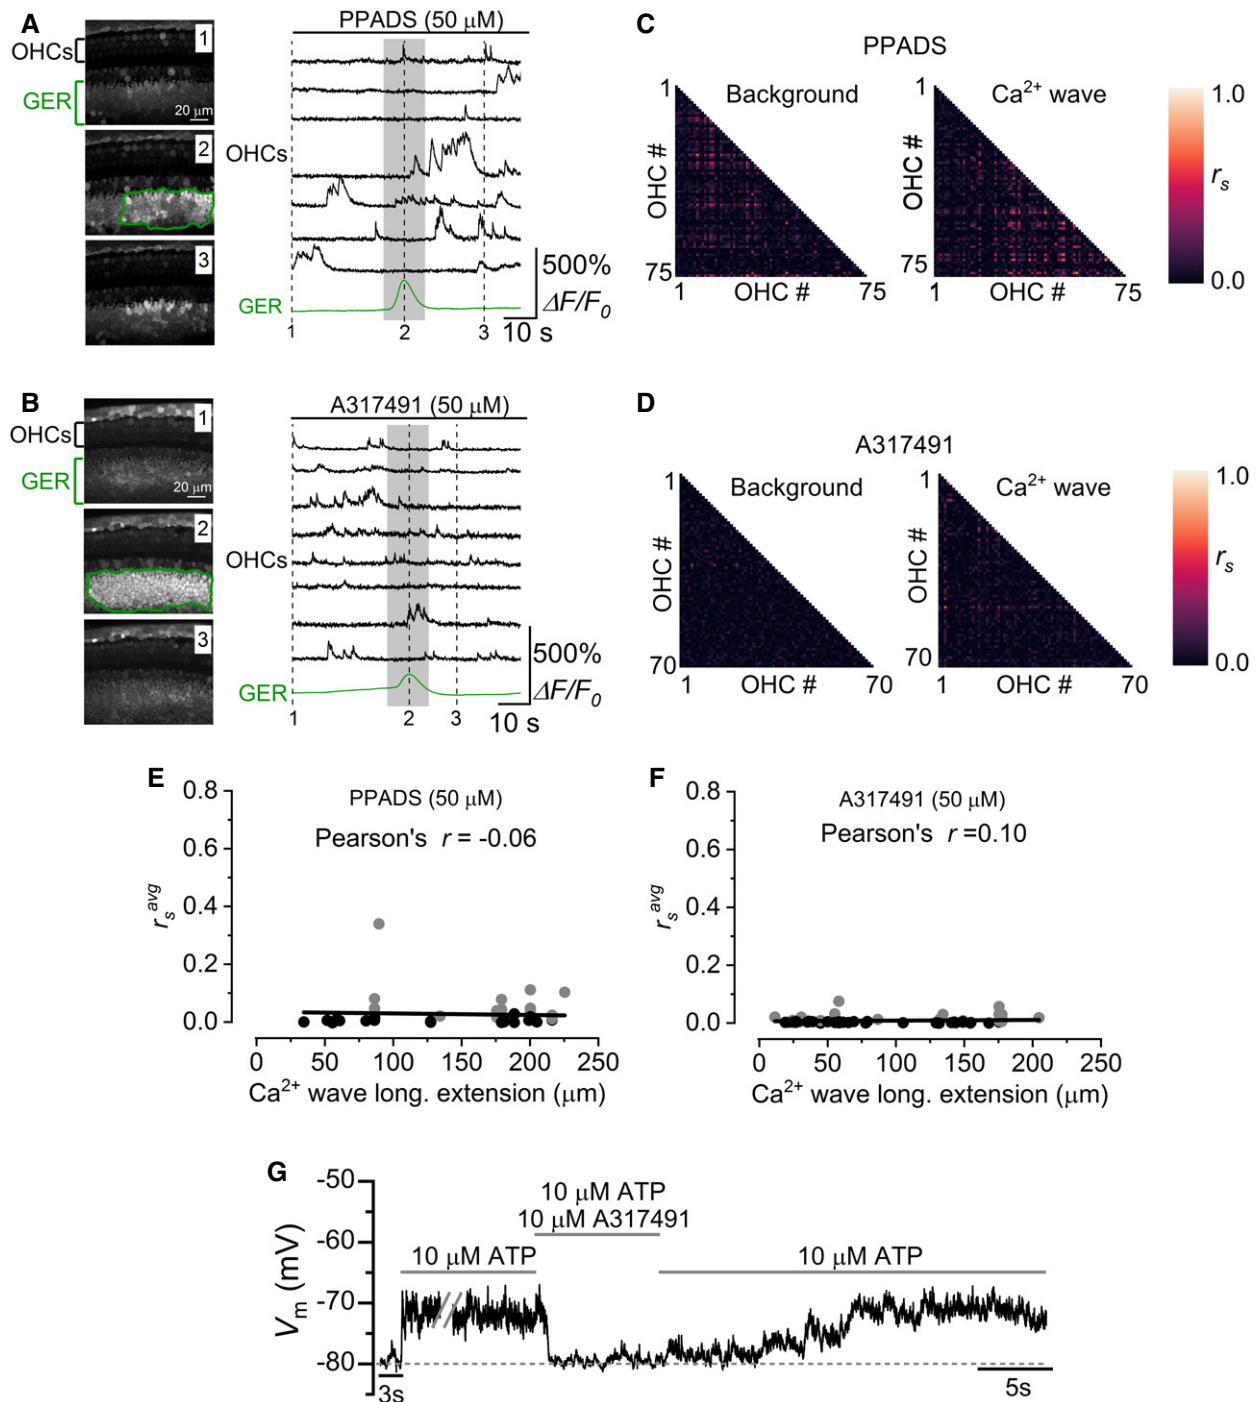 A
OHCs
GER
1
20 μm
2
3
PPADS (50 μM)
OHCs
GER
1
2
3
500%
ΔF/F0
10 s
C
PPADS
Background
Ca2+ wave
1
OHC #
75
1
OHC #
75
1
OHC #
75
1
OHC #
75
1.0
rs
0.0
B
OHCs
GER
1
20 μm
2
3
A317491 (50 μM)
OHCs
GER
1
2
3
500%
ΔF/F0
10 s
D
A317491
Background
Ca2+ wave
1
OHC #
70
1
OHC #
70
1
OHC #
70
1
OHC #
70
1.0
rs
0.0
E
PPADS (50 μM)
Pearson's r = -0.06
0.8
0.6
0.4
0.2
0.0
rs avg
0 50 100 150 200 250
Ca2+ wave long. extension (μm)
F
A317491 (50 μM)
Pearson's r =0.10
0.8
0.6
0.4
0.2
0.0
rs avg
0 50 100 150 200 250
Ca2+ wave long. extension (μm)
G
-50
-60
-70
-80
Vm (mV)
10 μM ATP
10 μM ATP
10 μM A317491
10 μM ATP
3s
5s